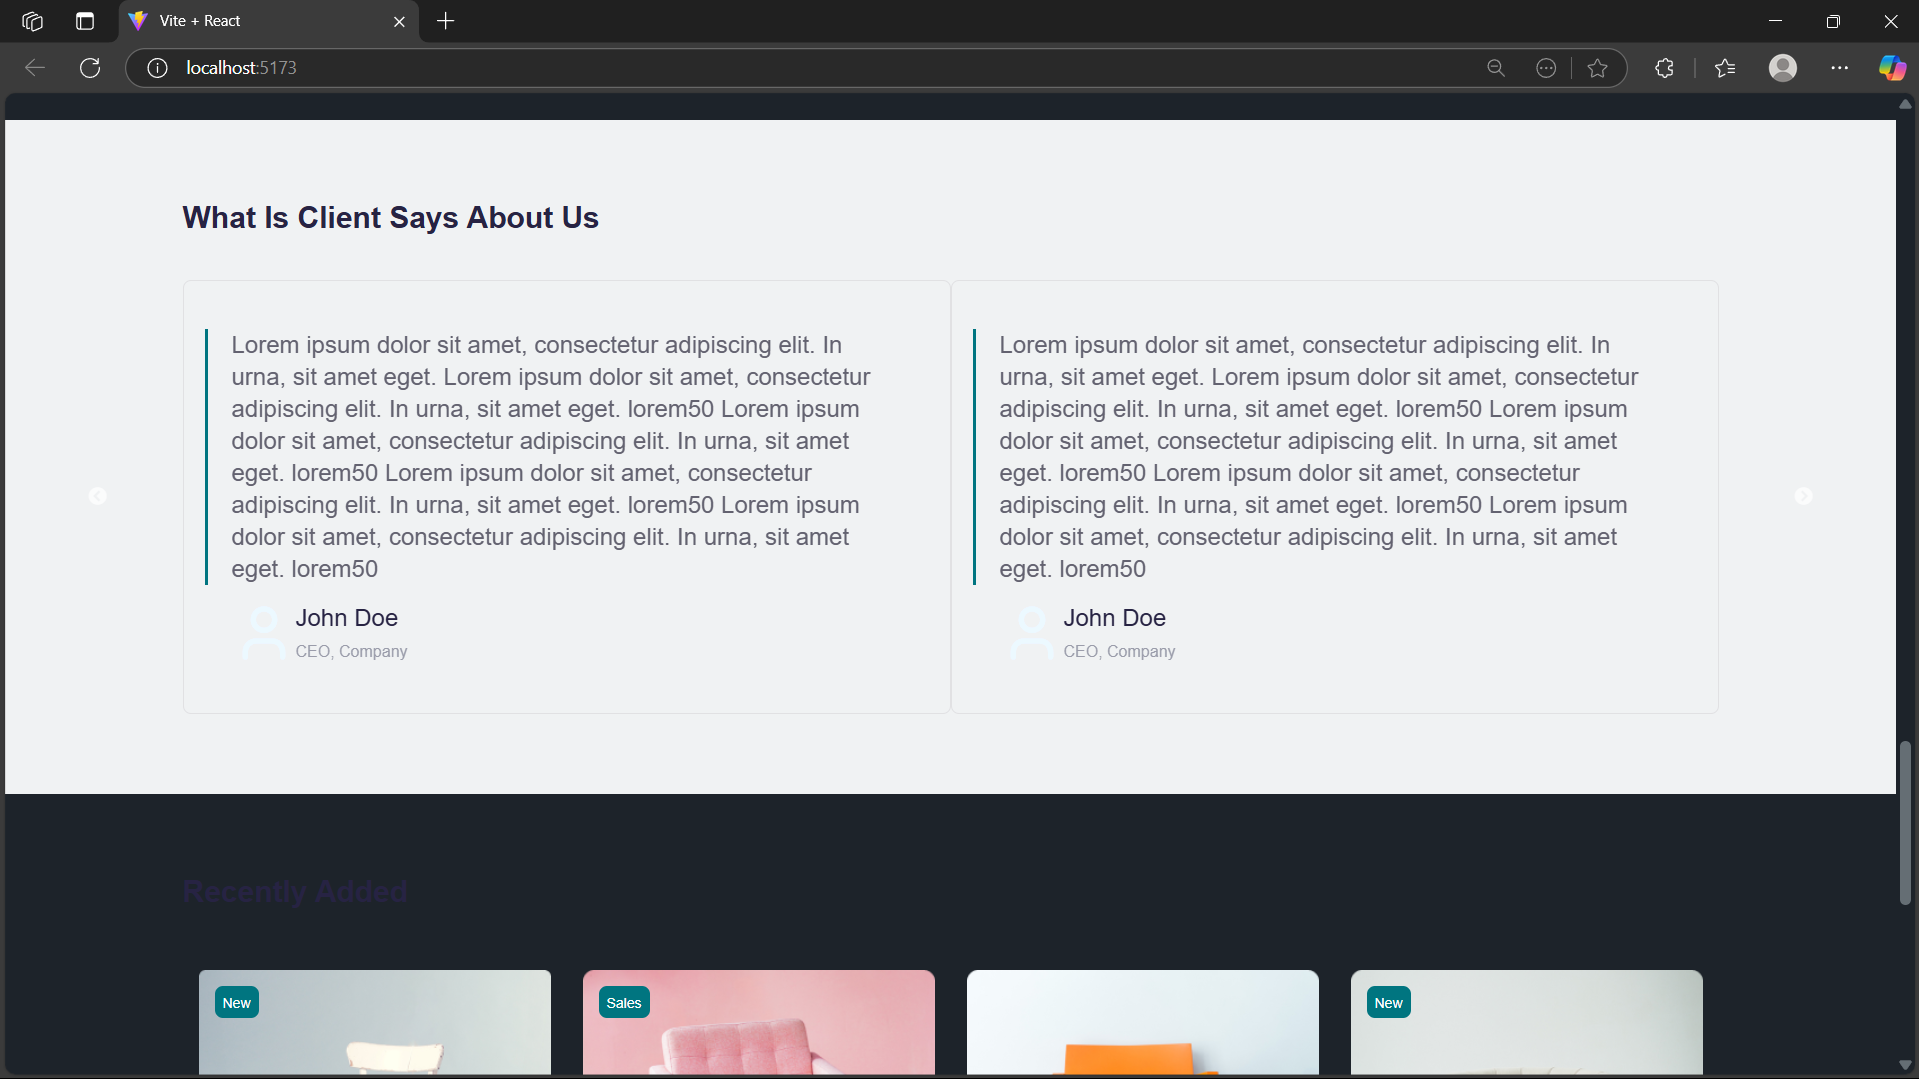 Vite + React
localhost:5173
What Is Client Says About Us
Lorem ipsum dolor sit amet, consectetur adipiscing elit. In
urna, sit amet eget. Lorem ipsum dolor sit amet, consectetur
adipiscing elit. In urna, sit amet eget. lorem50 Lorem ipsum
dolor sit amet, consectetur adipiscing elit. In urna, sit amet
eget. lorem50 Lorem ipsum dolor sit amet, consectetur
adipiscing elit. In urna, sit amet eget. lorem50 Lorem ipsum
dolor sit amet, consectetur adipiscing elit. In urna, sit amet
eget. lorem50
John Doe
CEO, Company
Lorem ipsum dolor sit amet, consectetur adipiscing elit. In
urna, sit amet eget. Lorem ipsum dolor sit amet, consectetur
adipiscing elit. In urna, sit amet eget. lorem50 Lorem ipsum
dolor sit amet, consectetur adipiscing elit. In urna, sit amet
eget. lorem50 Lorem ipsum dolor sit amet, consectetur
adipiscing elit. In urna, sit amet eget. lorem50 Lorem ipsum
dolor sit amet, consectetur adipiscing elit. In urna, sit amet
eget. lorem50
John Doe
CEO, Company
Recently Added
New
Sales
New